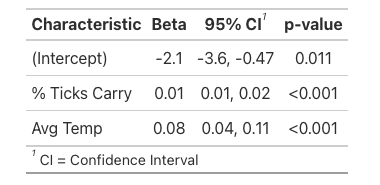 Characteristic Beta 95% CI¹ p-value
(Intercept) -2.1 -3.6, -0.47 0.011
% Ticks Carry 0.01 0.01, 0.02 <0.001
Avg Temp 0.08 0.04, 0.11 <0.001
¹ CI = Confidence Interval